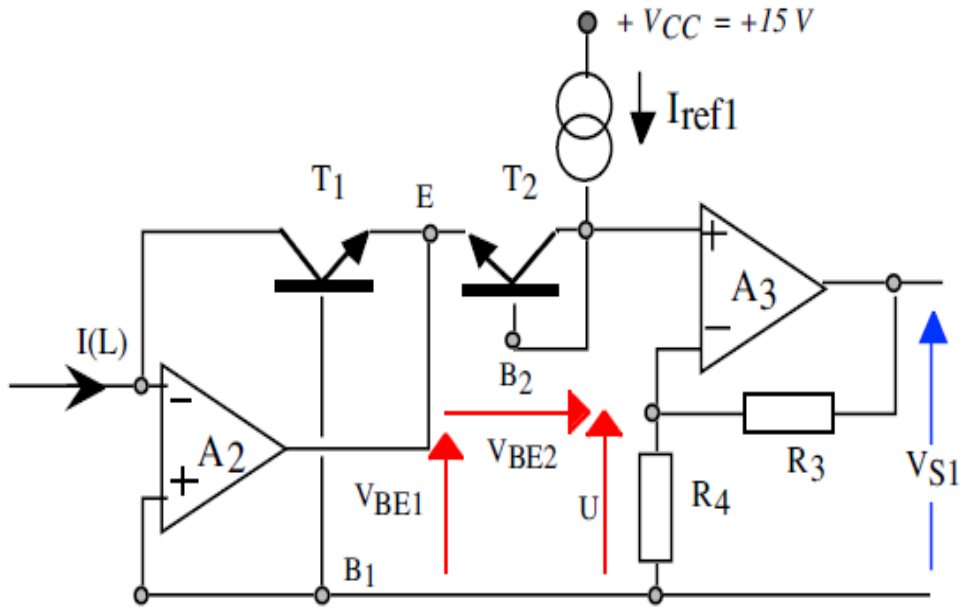 + VCC = +15 V
Iref1
T1
E
T2
+
A3
−
I(L)
−
A2
+
B2
VBE2
VBE1
U
R4
R3
VS1
B1